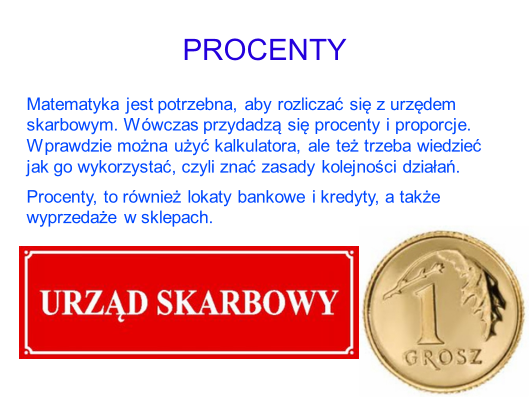 PROCENTY
Matematyka jest potrzebna, aby rozliczać się z urzędem
skarbowym. Wówczas przydadzą się procenty i proporcje.
Wprawdzie można użyć kalkulatora, ale też trzeba wiedzieć
jak go wykorzystać, czyli znać zasady kolejności działań.
Procenty, to również lokaty bankowe i kredyty, a także
wyprzedaże w sklepach.
URZĄD SKARBOWY
1
GROSZ